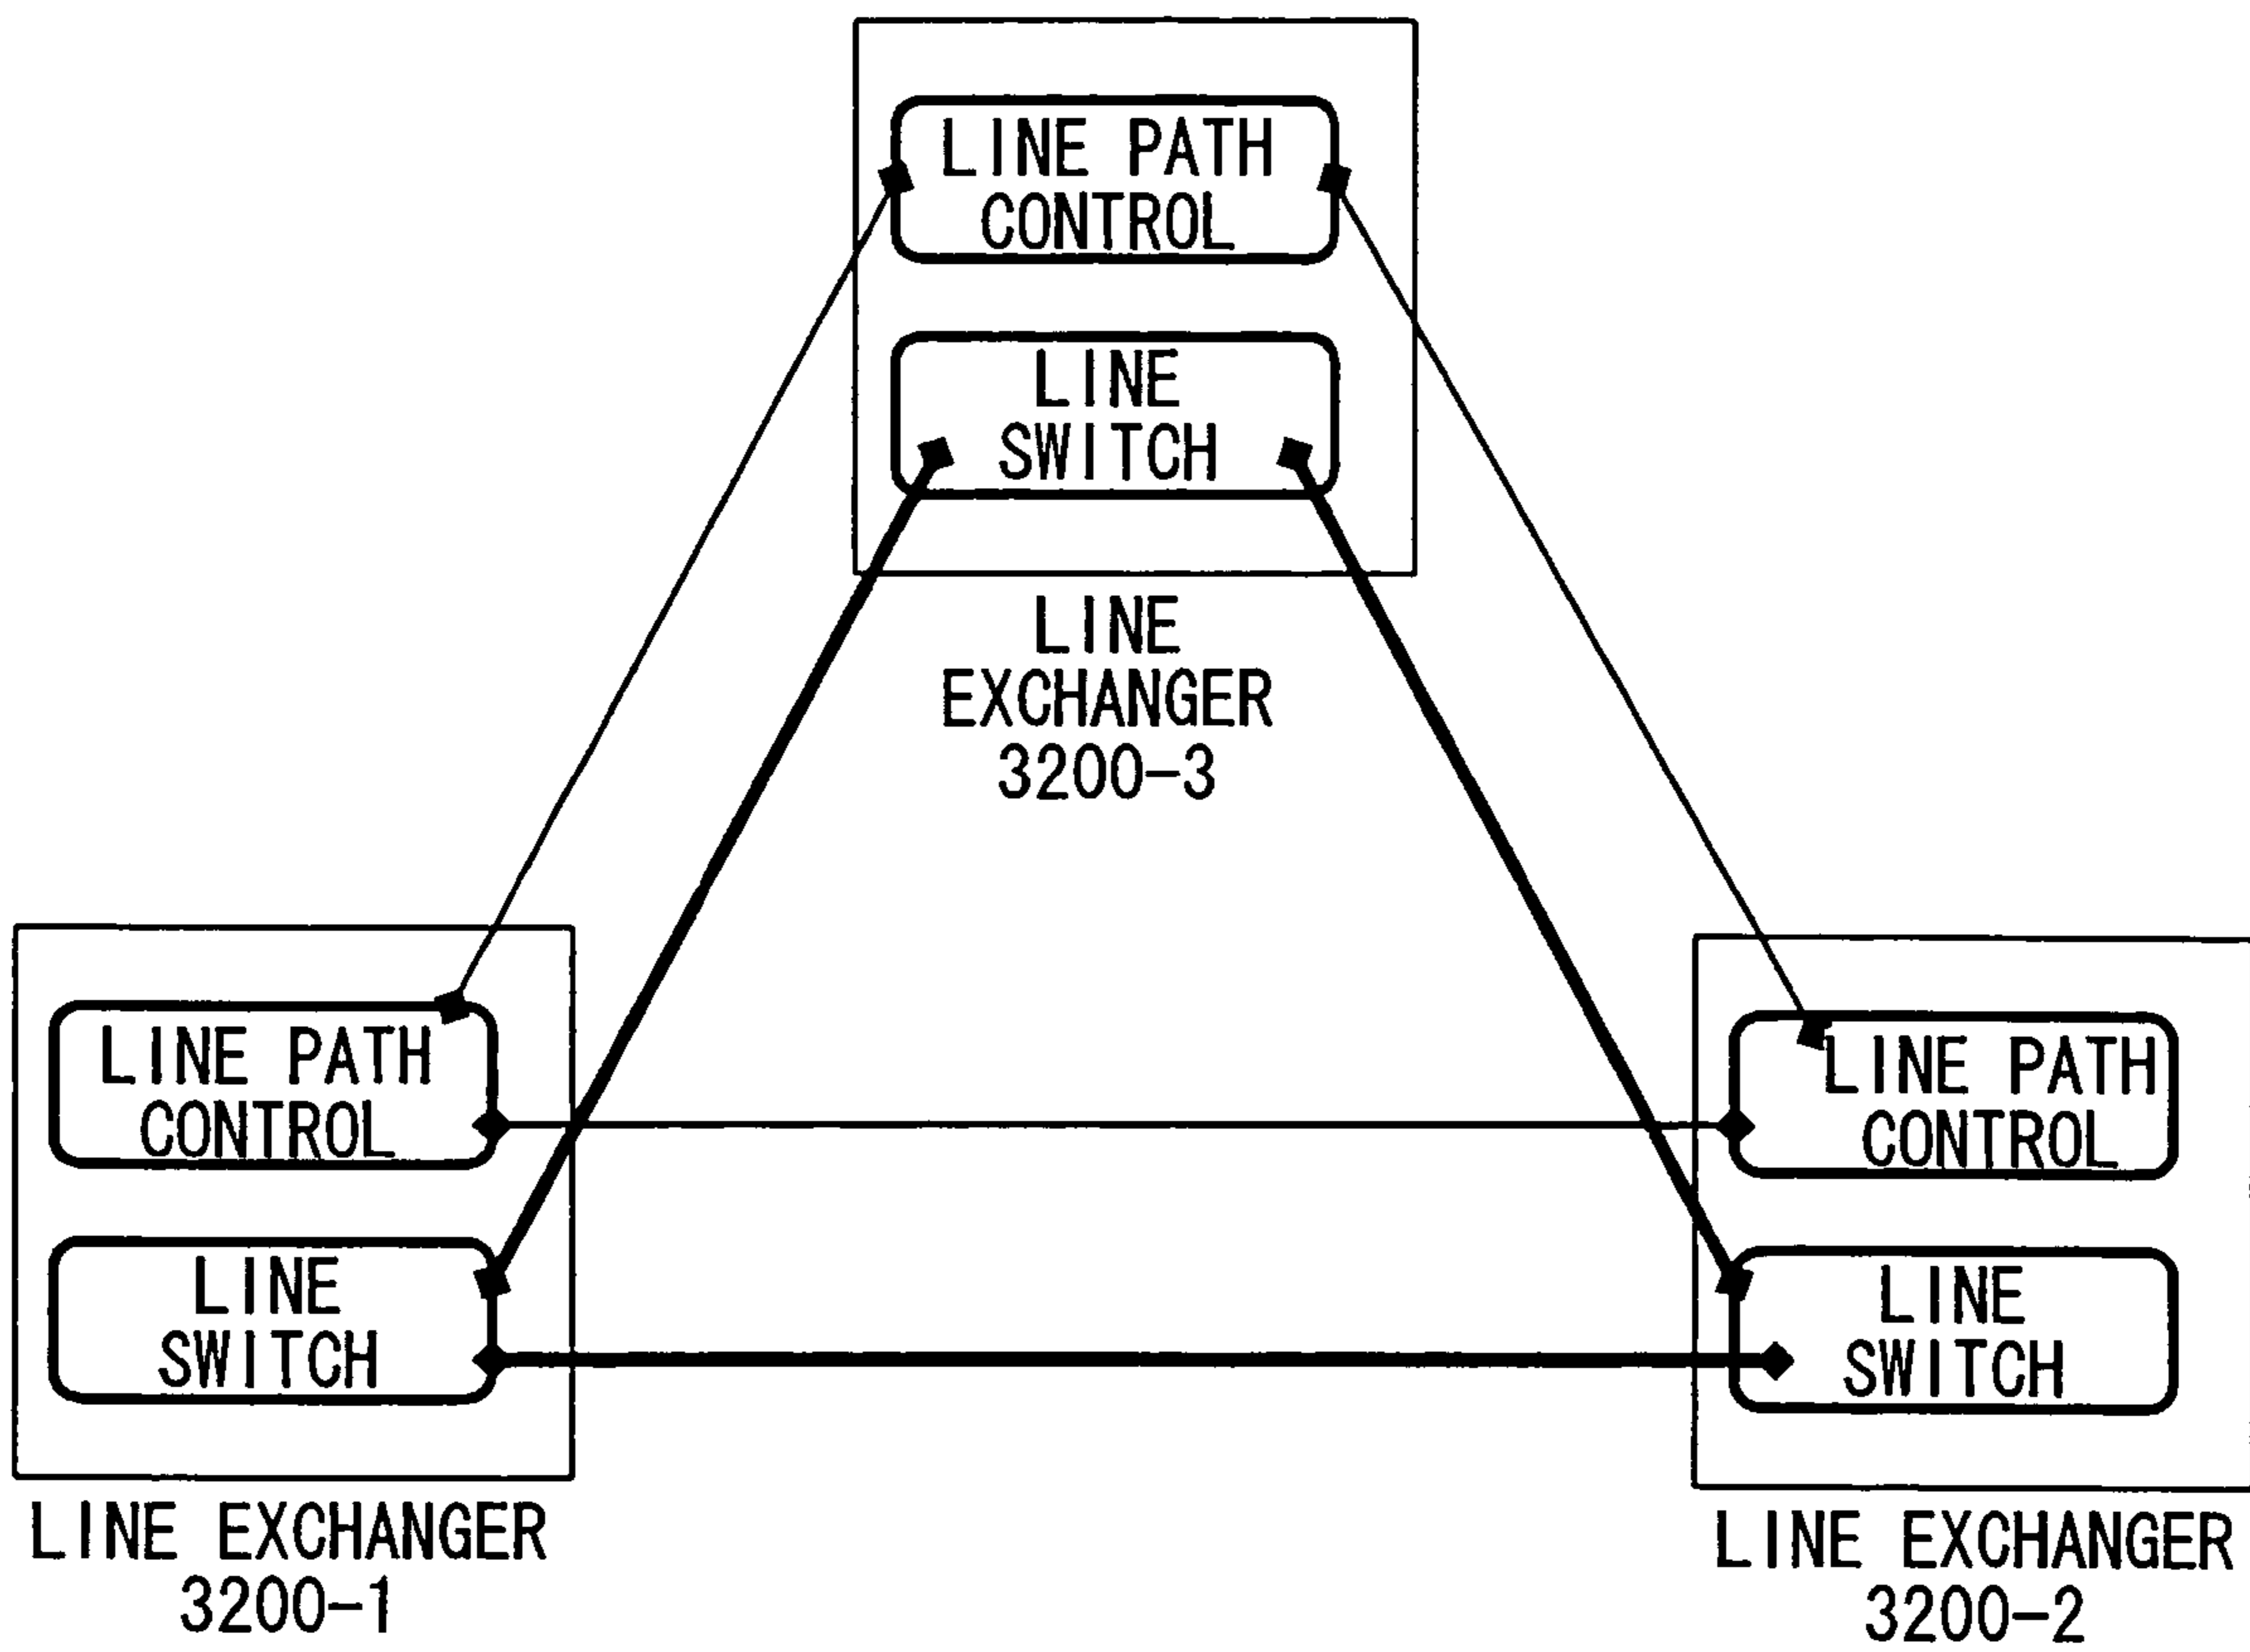 LINE PATH
CONTROL
LINE
SWITCH
LINE
EXCHANGER
3200-3
LINE PATH
CONTROL
LINE
SWITCH
LINE EXCHANGER
3200-1
LINE PATH
CONTROL
LINE
SWITCH
LINE EXCHANGER
3200-2